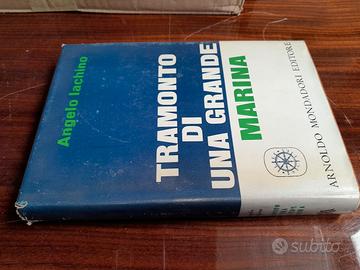 Angelo Iachino
TRAMONTO
DI
UNA GRANDE
MARINA
ARNOLDO MONDADORI EDITORE
subito